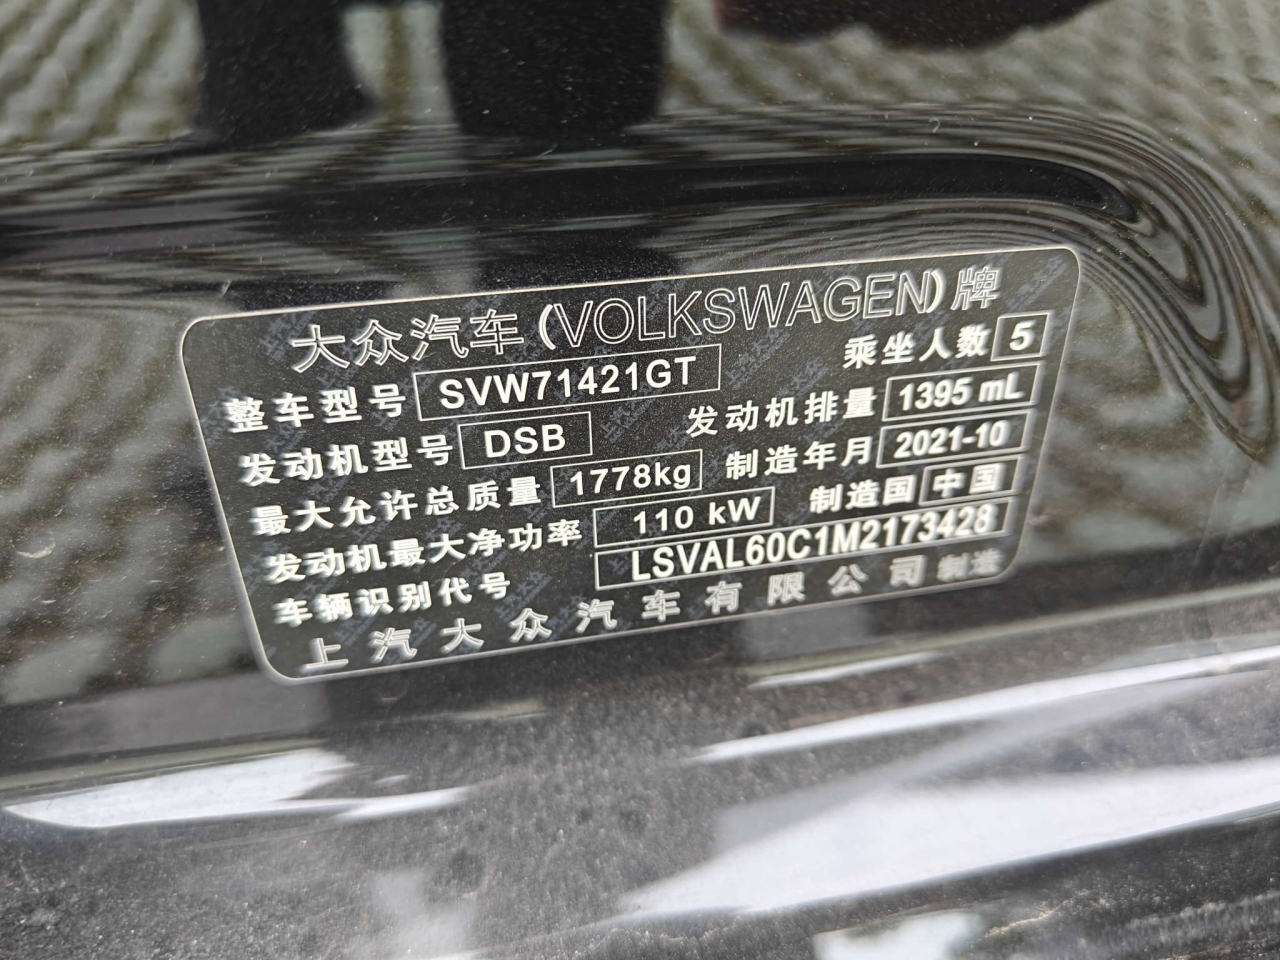 大众汽车(VOLKSWAGEN)牌
整车型号 SVW71421GT 乘坐人数 5
发动机型号 DSB 发动机排量 1395 mL
最大允许总质量 1778kg 制造年月 2021-10
发动机最大净功率 110 kW 制造国 中国
车辆识别代号 LSVAL60C1M2173428
上汽大众汽车有限公司 制造